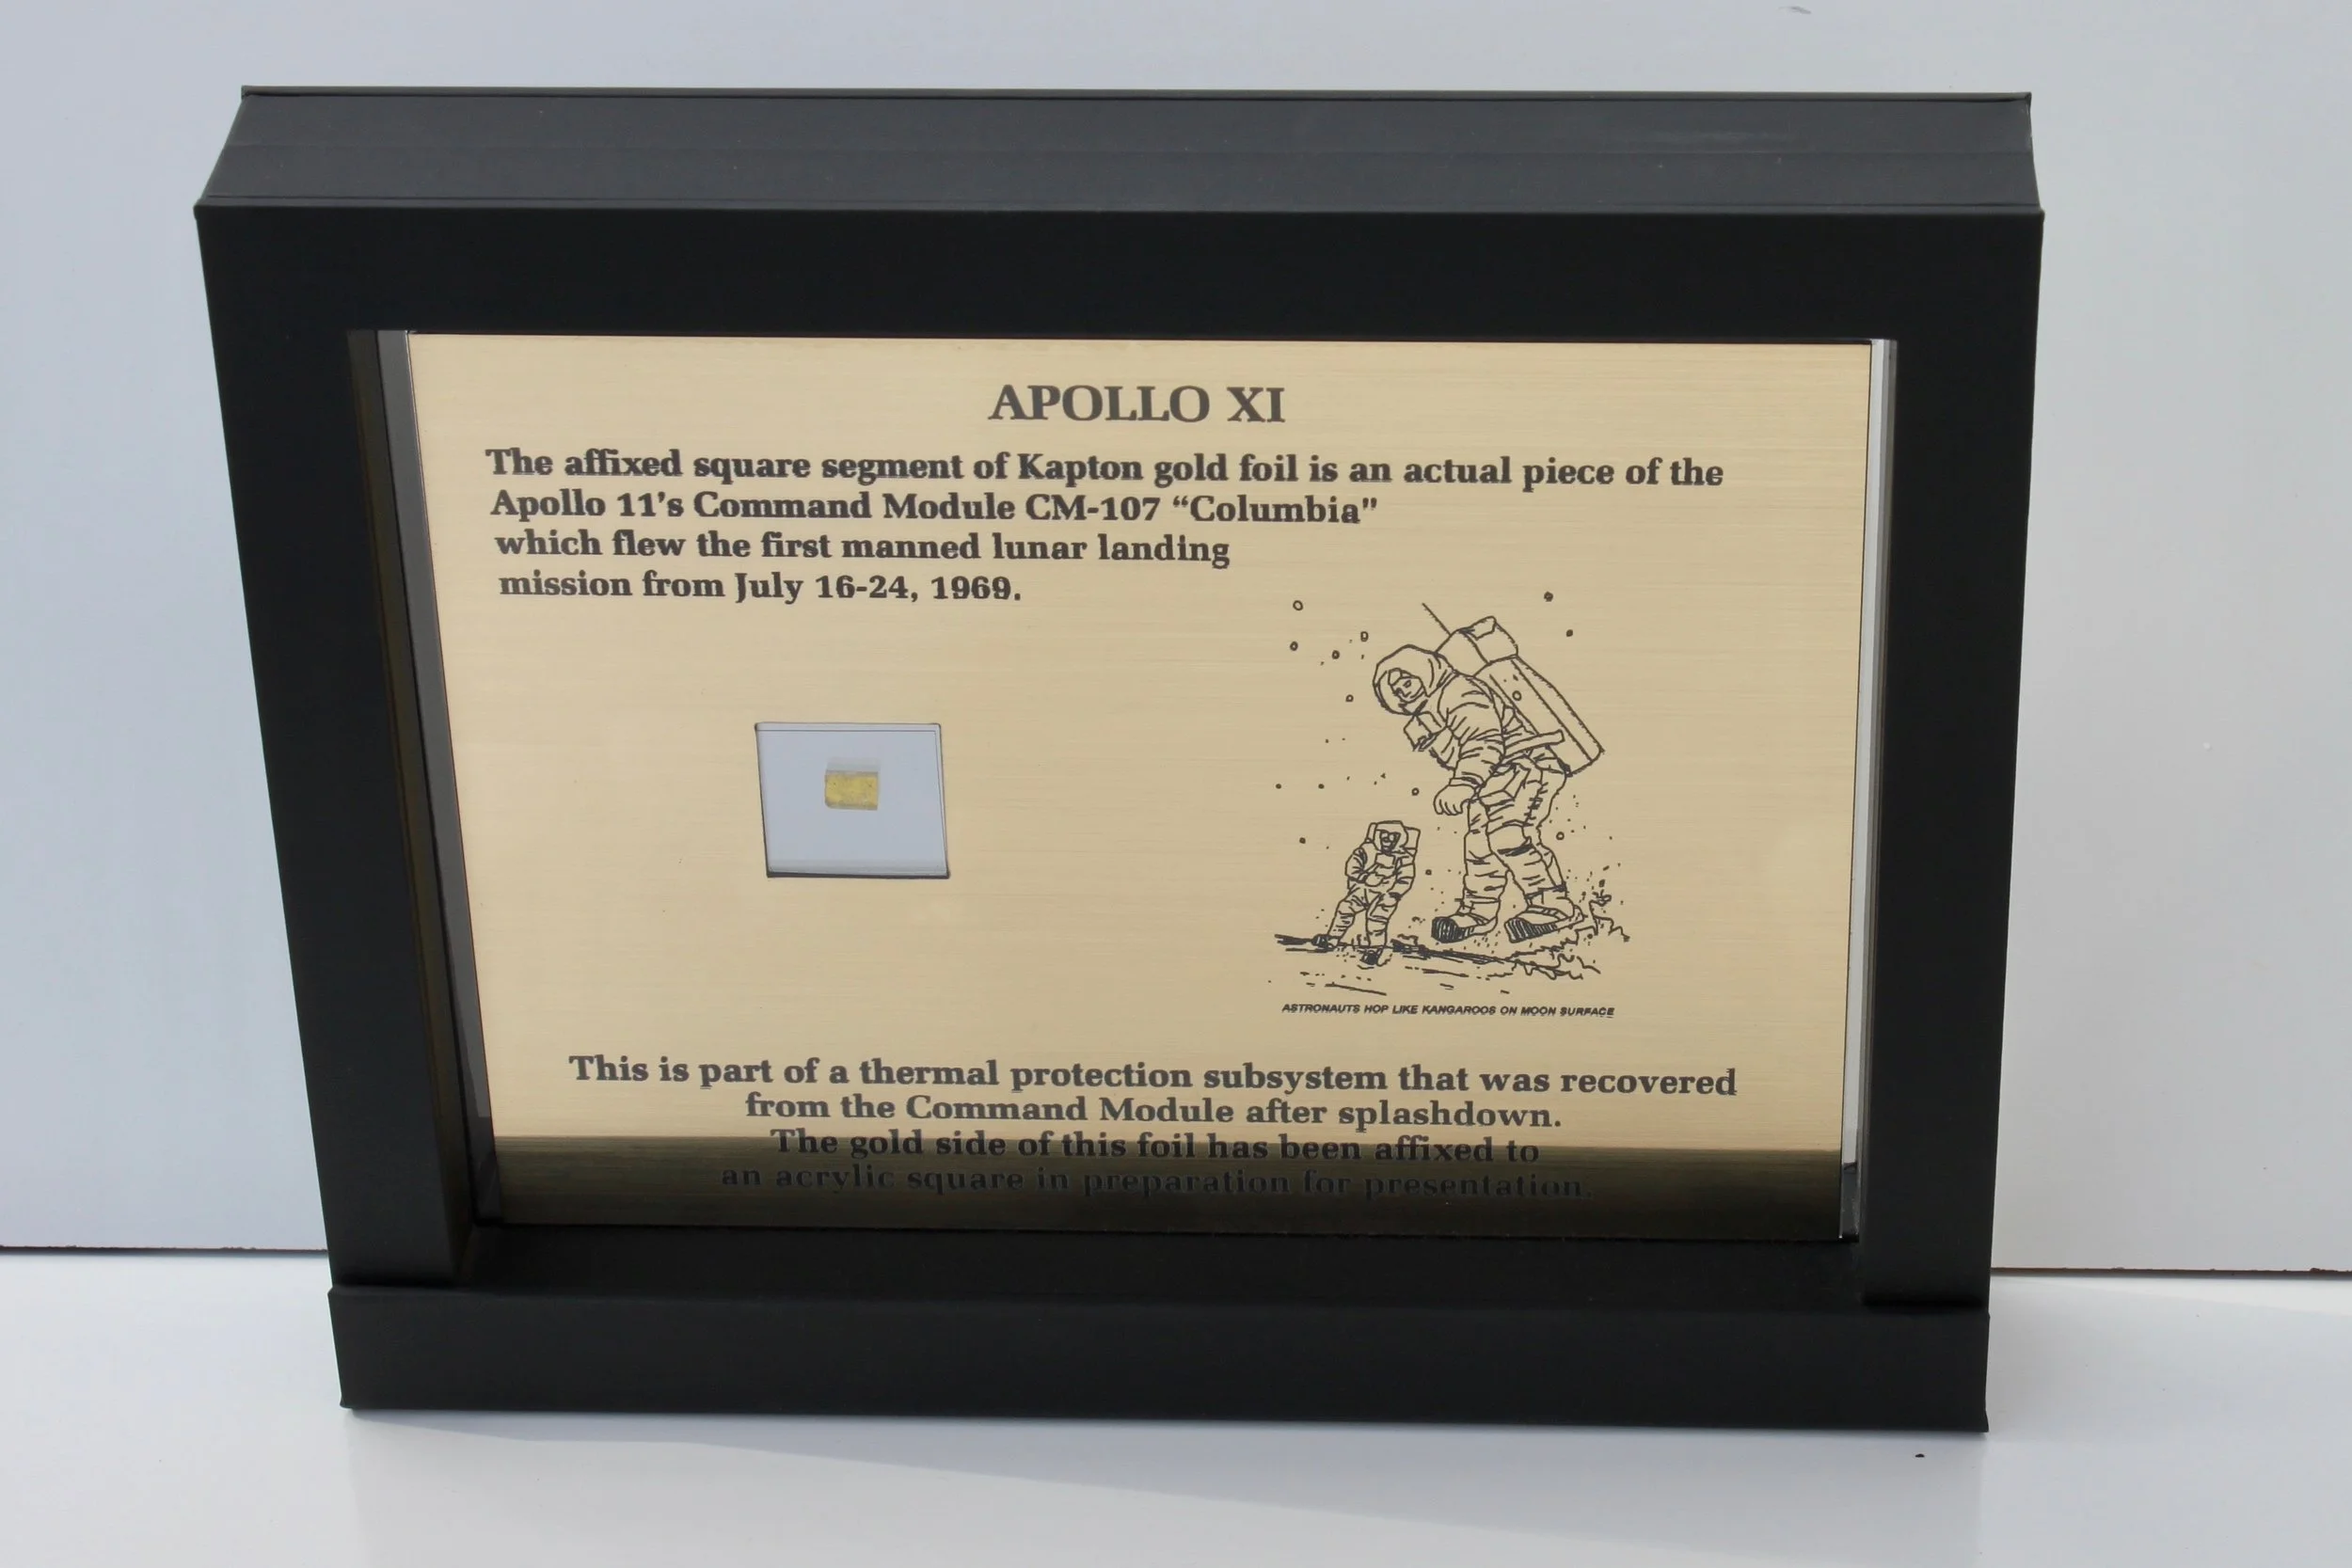 APOLLO XI
The affixed square segment of Kapton gold foil is an actual piece of the
Apollo 11's Command Module CM-107 “Columbia"
which flew the first manned lunar landing
mission from July 16-24, 1969.
ASTRONAUTS HOP LIKE KANGAROOS ON MOON SURFACE
This is part of a thermal protection subsystem that was recovered
from the Command Module after splashdown.
The gold side of this foil has been affixed to
an acrylic square in preparation for presentation.